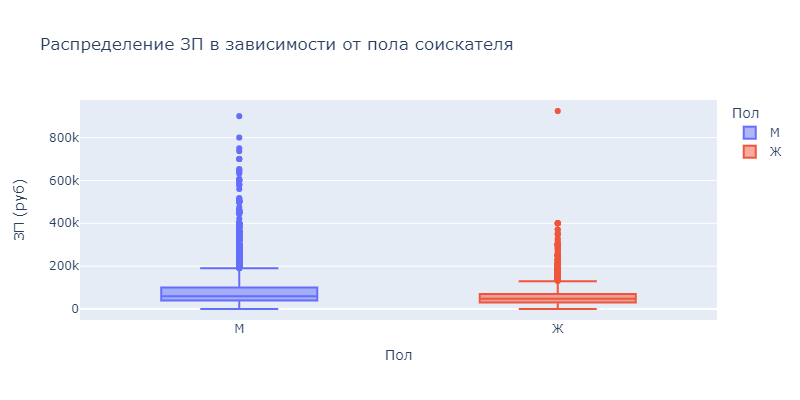 Распределение ЗП в зависимости от пола соискателя
Пол
М
Ж
ЗП (руб)
800k
600k
400k
200k
0
М
Ж
Пол